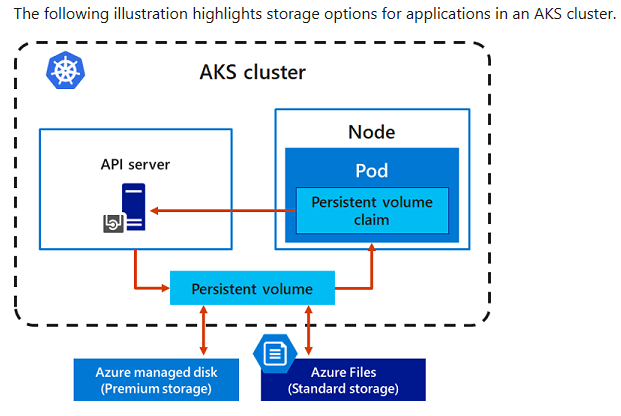 The following illustration highlights storage options for applications in an AKS cluster.
AKS cluster
Node
API server
Pod
Persistent volume
claim
Persistent volume
Azure managed disk
(Premium storage)
Azure Files
(Standard storage)